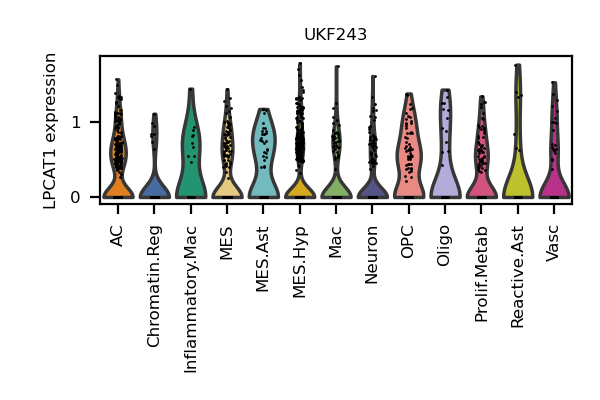 UKF243
LPCAT1 expression
1
0
AC
Chromatin.Reg
Inflammatory.Mac
MES
MES.Ast
MES.Hyp
Mac
Neuron
OPC
Oligo
Prolif.Metab
Reactive.Ast
Vasc